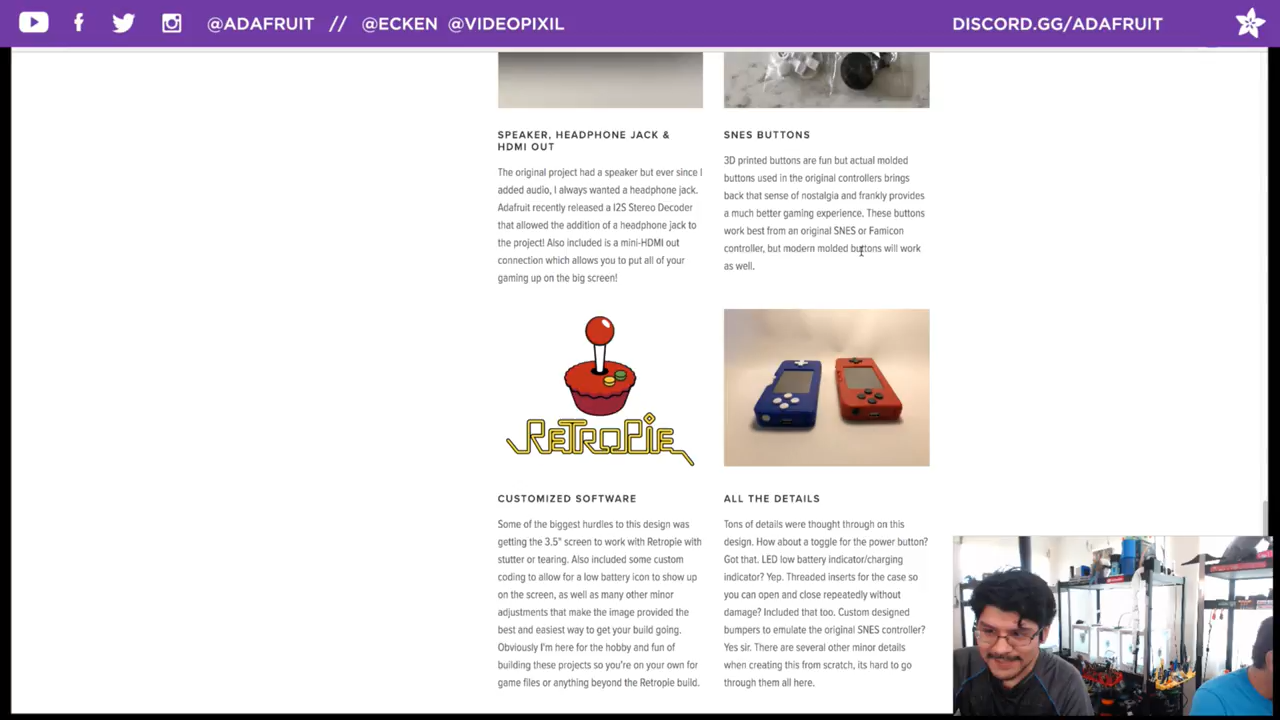 @ADAFRUIT // @ECKEN @VIDEOPIXIL
DISCORD.GG/ADAFRUIT
SPEAKER, HEADPHONE JACK &
HDMI OUT
The original project had a speaker but ever since I
added audio, I always wanted a headphone jack.
Adafruit recently released a I2S Stereo Decoder
that allowed the addition of a headphone jack to
the project! Also included is a mini-HDMI out
connection which allows you to put all of your
gaming up on the big screen!
SNES BUTTONS
3D printed buttons are fun but actual molded
buttons used in the original controllers brings
back that sense of nostalgia and frankly provides
a much better gaming experience. These buttons
work best from an original SNES or Famicon
controller, but modern molded buttons will work
as well.
RETROPIE
CUSTOMIZED SOFTWARE
Some of the biggest hurdles to this design was
getting the 3.5" screen to work with Retropie with
stutter or tearing. Also included some custom
coding to allow for a low battery icon to show up
on the screen, as well as many other minor
adjustments that make the image provided the
best and easiest way to get your build going.
Obviously I'm here for the hobby and fun of
building these projects so you're on your own for
game files or anything beyond the Retropie build.
ALL THE DETAILS
Tons of details were thought through on this
design. How about a toggle for the power button?
Got that. LED low battery indicator/charging
indicator? Yep. Threaded inserts for the case so
you can open and close repeatedly without
damage? Included that too. Custom designed
bumpers to emulate the original SNES controller?
Yes sir. There are several other minor details
when creating this from scratch, its hard to go
through them all here.